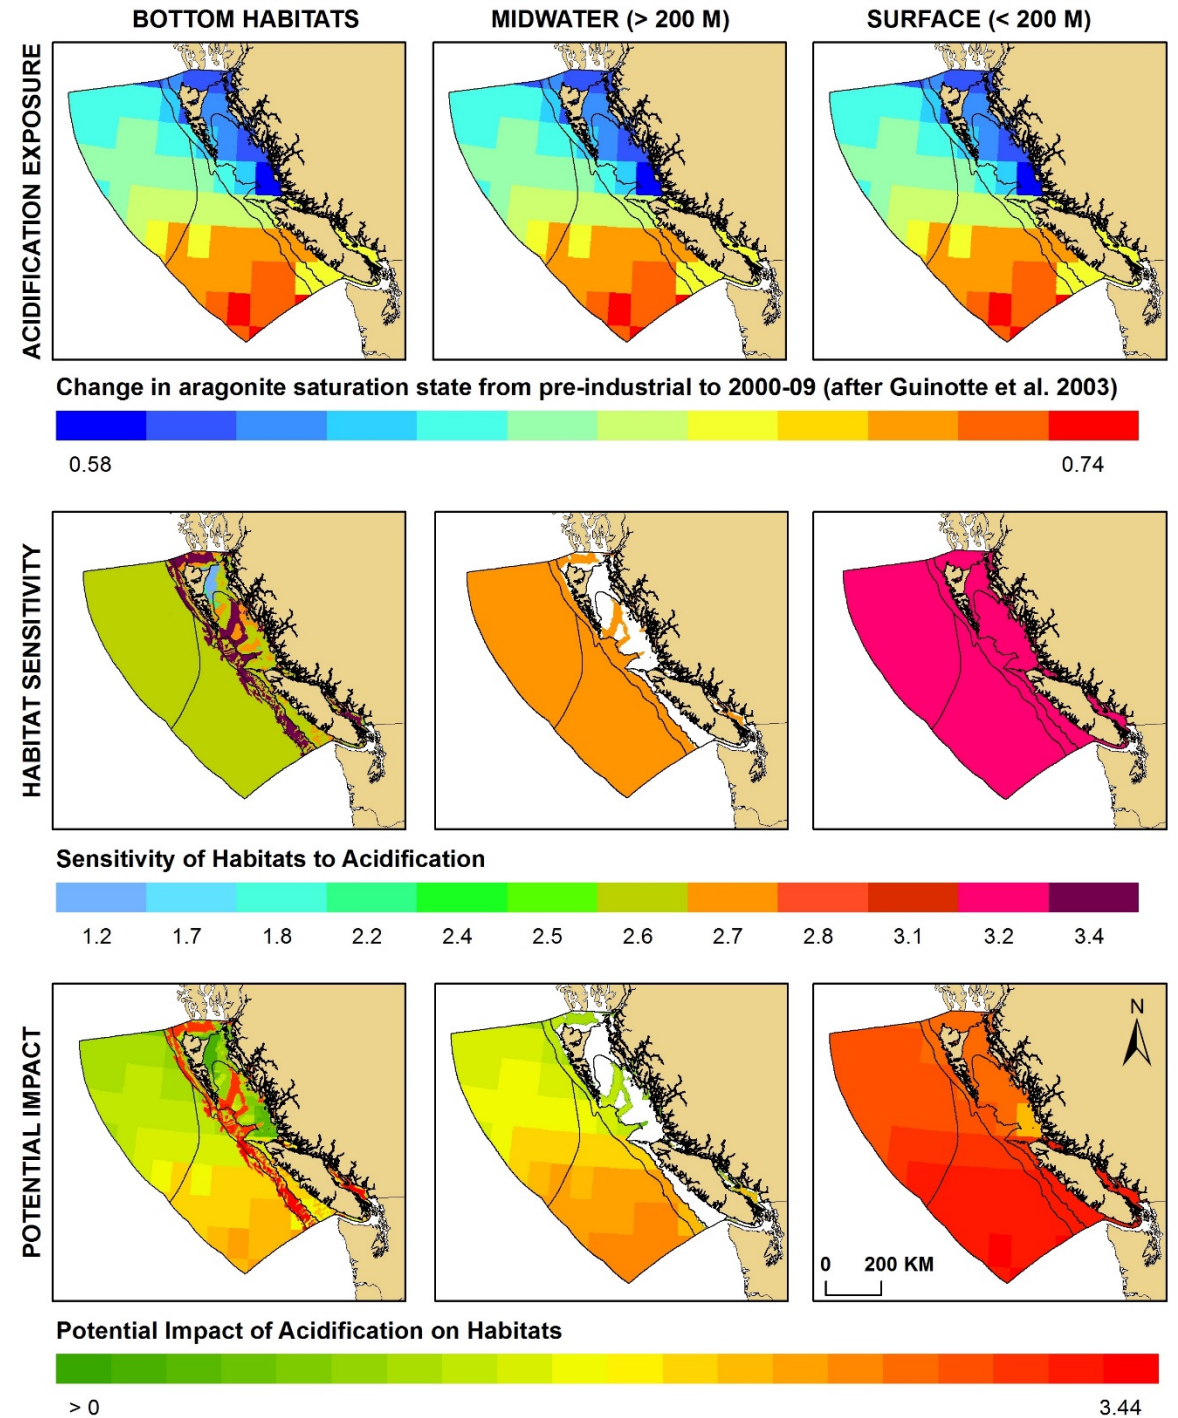 BOTTOM HABITATS
MIDWATER (> 200 M)
SURFACE (< 200 M)
ACIDIFICATION EXPOSURE
Change in aragonite saturation state from pre-industrial to 2000-09 (after Guinotte et al. 2003)
0.58
0.74
HABITAT SENSITIVITY
Sensitivity of Habitats to Acidification
1.2 1.7 1.8 2.2 2.4 2.5 2.6 2.7 2.8 3.1 3.2 3.4
POTENTIAL IMPACT
N
0 200 KM
Potential Impact of Acidification on Habitats
> 0
3.44